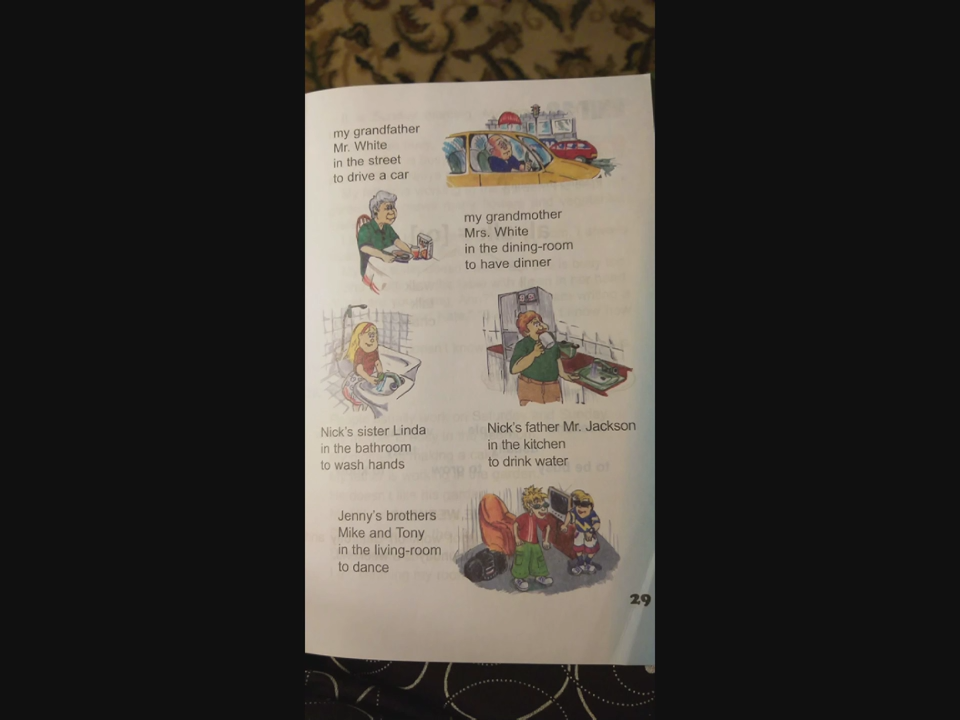 my grandfather
Mr. White
in the street
to drive a car
my grandmother
Mrs. White
in the dining-room
to have dinner
Nick's sister Linda
in the bathroom
to wash hands
Nick's father Mr. Jackson
in the kitchen
to drink water
Jenny's brothers
Mike and Tony
in the living-room
to dance
29